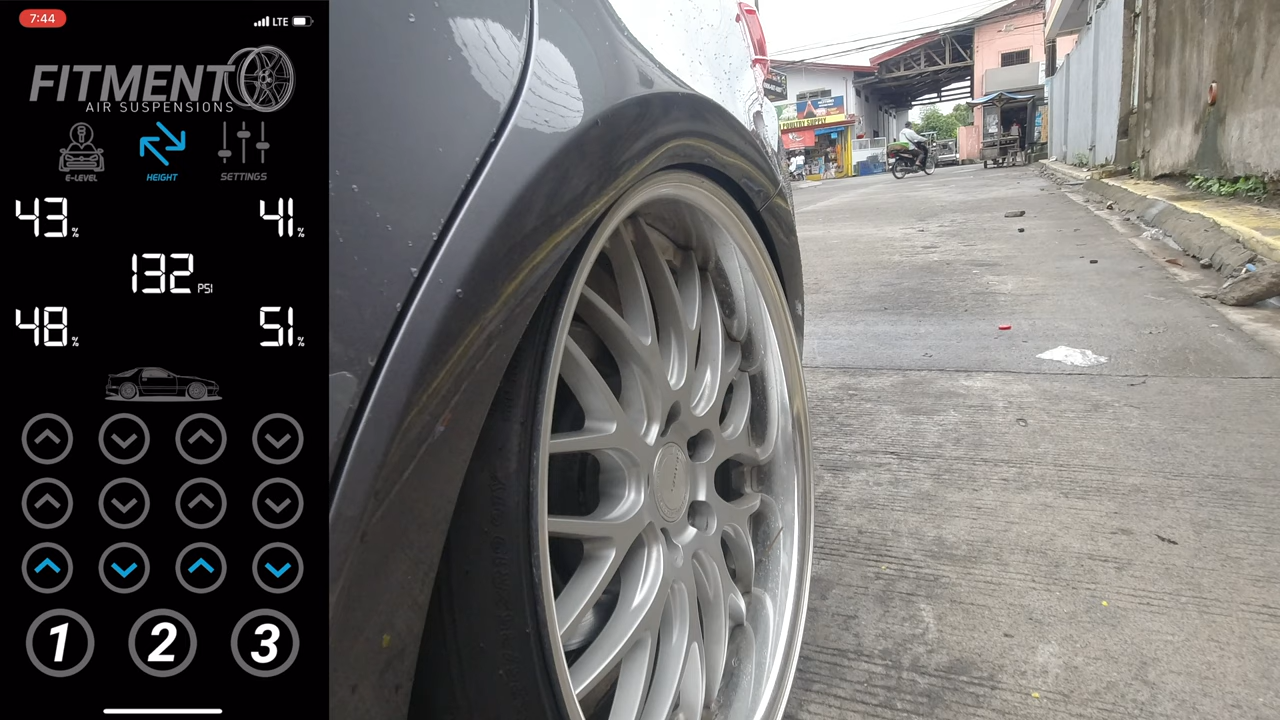 7:44
LTE
FITMENT
AIR SUSPENSIONS
E-LEVEL
HEIGHT
SETTINGS
43%
41%
132 PSI
48%
51%
1
2
3
POULTRY SUPPLY